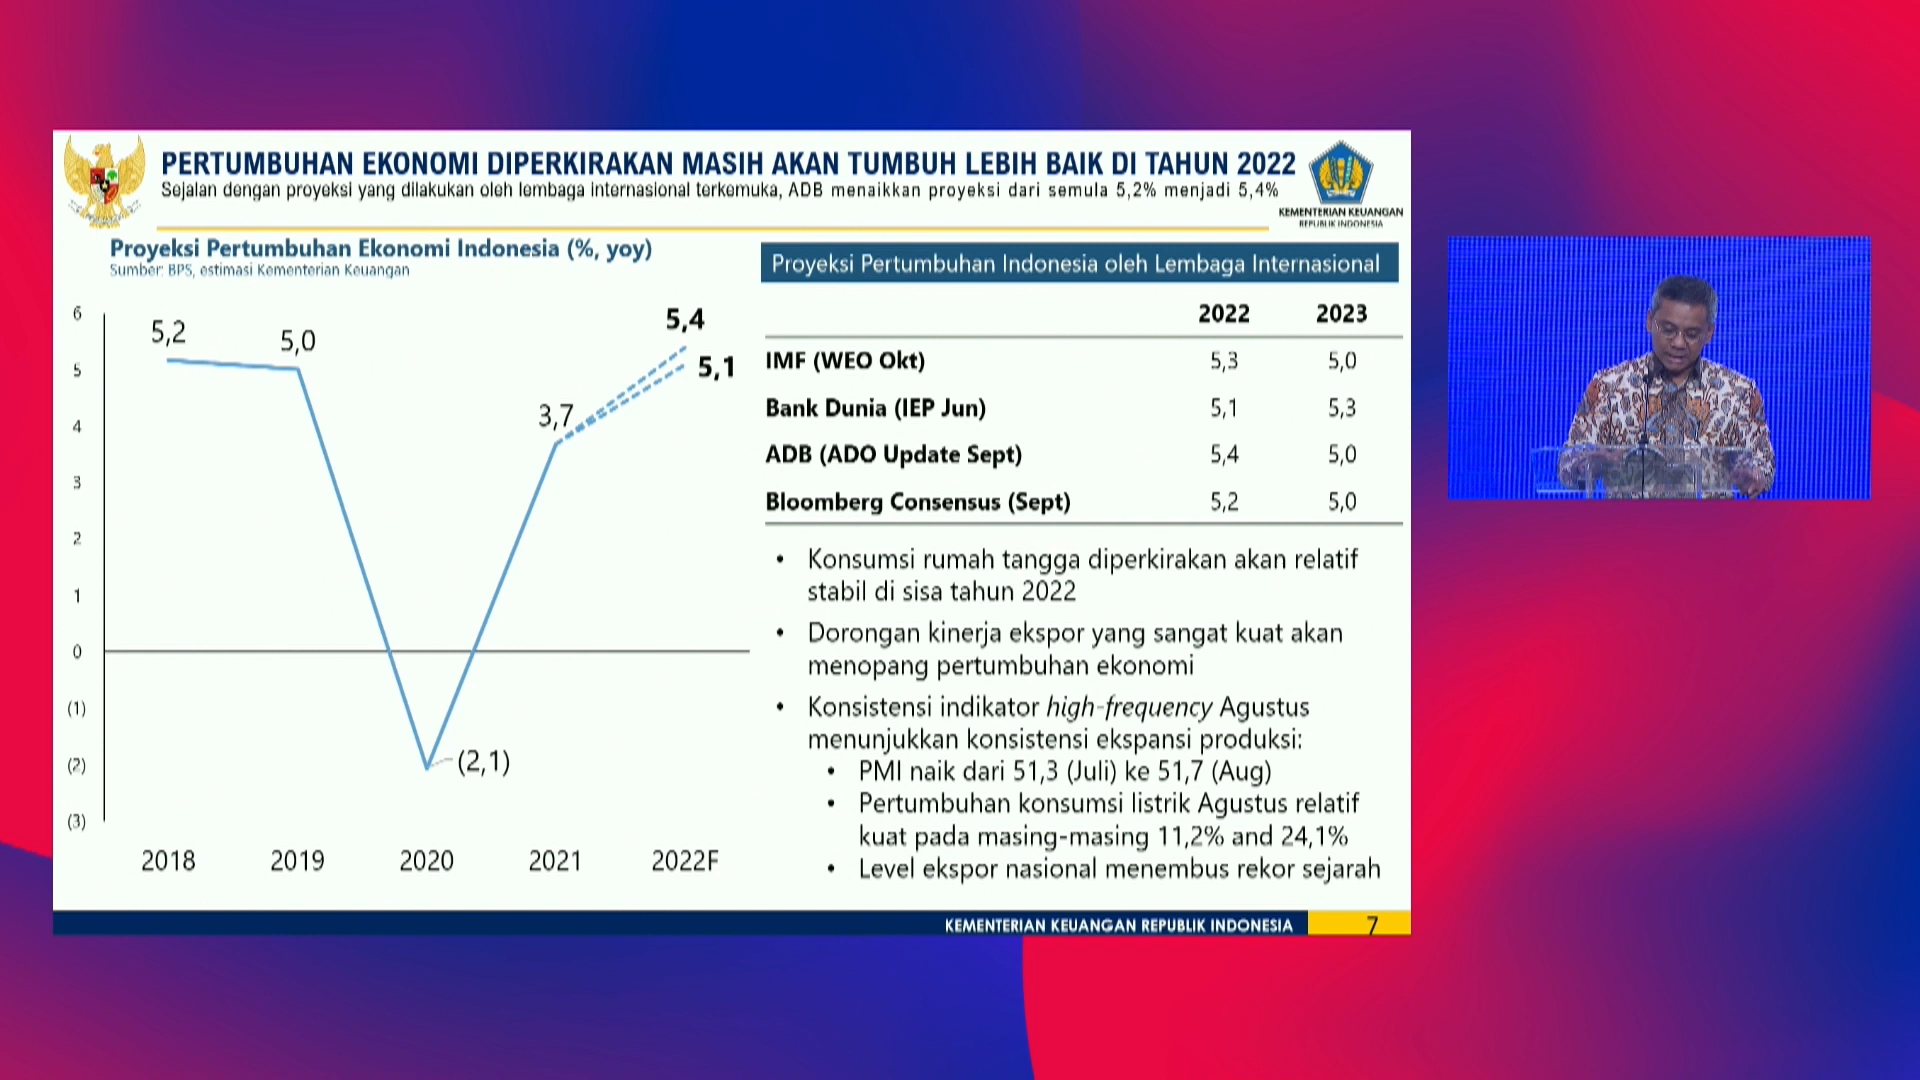 PERTUMBUHAN EKONOMI DIPERKIRAKAN MASIH AKAN TUMBUH LEBIH BAIK DI TAHUN 2022
Sejalan dengan proyeksi yang dilakukan oleh lembaga internasional terkemuka, ADB menaikkan proyeksi dari semula 5,2% menjadi 5,4%
KEMENTERIAN KEUANGAN
REPUBLIK INDONESIA
Proyeksi Pertumbuhan Ekonomi Indonesia (%, yoy)
Sumber: BPS, estimasi Kementerian Keuangan
6
5
4
3
2
1
0
(1)
(2)
(3)
5,2
5,0
(2,1)
3,7
5,4
5,1
2018 2019 2020 2021 2022F
Proyeksi Pertumbuhan Indonesia oleh Lembaga Internasional
2022 2023
IMF (WEO Okt) 5,3 5,0
Bank Dunia (IEP Jun) 5,1 5,3
ADB (ADO Update Sept) 5,4 5,0
Bloomberg Consensus (Sept) 5,2 5,0
• Konsumsi rumah tangga diperkirakan akan relatif
stabil di sisa tahun 2022
• Dorongan kinerja ekspor yang sangat kuat akan
menopang pertumbuhan ekonomi
• Konsistensi indikator high-frequency Agustus
menunjukkan konsistensi ekspansi produksi:
• PMI naik dari 51,3 (Juli) ke 51,7 (Aug)
• Pertumbuhan konsumsi listrik Agustus relatif
kuat pada masing-masing 11,2% and 24,1%
• Level ekspor nasional menembus rekor sejarah
KEMENTERIAN KEUANGAN REPUBLIK INDONESIA 7